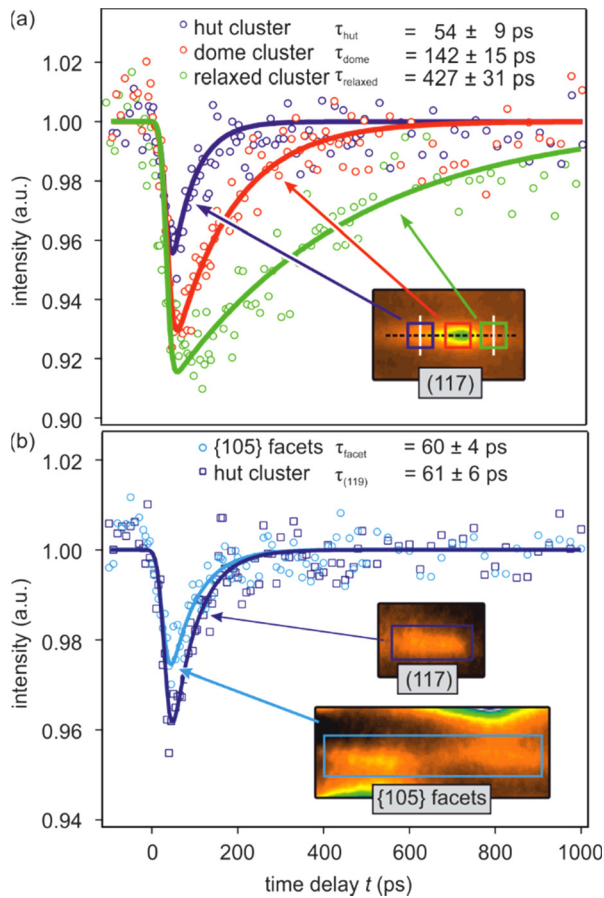 (a)
hut cluster τhut = 54 ± 9 ps
dome cluster τdome = 142 ± 15 ps
relaxed cluster τrelaxed = 427 ± 31 ps
1.02
1.00
0.98
0.96
0.94
0.92
0.90
intensity (a.u.)
(117)
(b)
{105} facets τfacet = 60 ± 4 ps
hut cluster τ(119) = 61 ± 6 ps
1.02
1.00
0.98
0.96
0.94
intensity (a.u.)
(117)
{105} facets
0 200 400 600 800 1000
time delay t (ps)